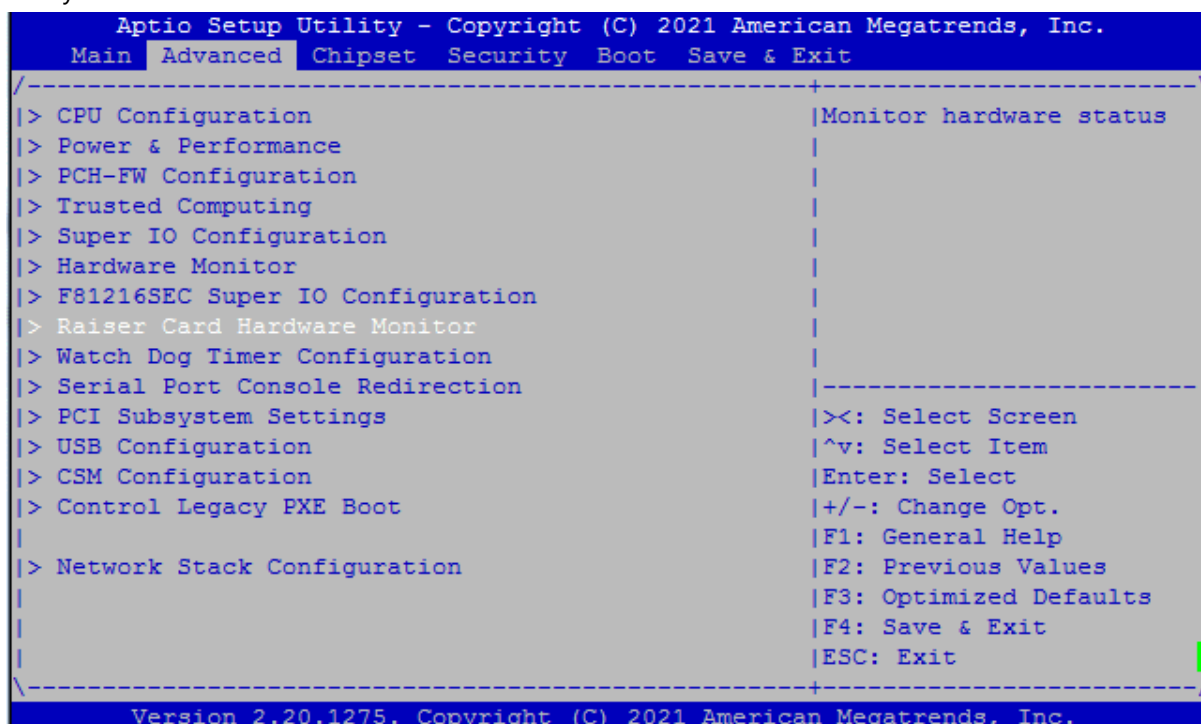 Aptio Setup Utility - Copyright (C) 2021 American Megatrends, Inc.
Main Advanced Chipset Security Boot Save & Exit
/----------------------------------------------------+-------------------------\
|> CPU Configuration |Monitor hardware status
|> Power & Performance |
|> PCH-FW Configuration |
|> Trusted Computing |
|> Super IO Configuration |
|> Hardware Monitor |
|> F81216SEC Super IO Configuration |
|> Raiser Card Hardware Monitor |
|> Watch Dog Timer Configuration |
|> Serial Port Console Redirection |-------------------------
|> PCI Subsystem Settings |><: Select Screen
|> USB Configuration |^v: Select Item
|> CSM Configuration |Enter: Select
|> Control Legacy PXE Boot |+/-: Change Opt.
| |F1: General Help
|> Network Stack Configuration |F2: Previous Values
| |F3: Optimized Defaults
| |F4: Save & Exit
| |ESC: Exit
\----------------------------------------------------+-------------------------/
Version 2.20.1275. Copyright (C) 2021 American Megatrends, Inc.